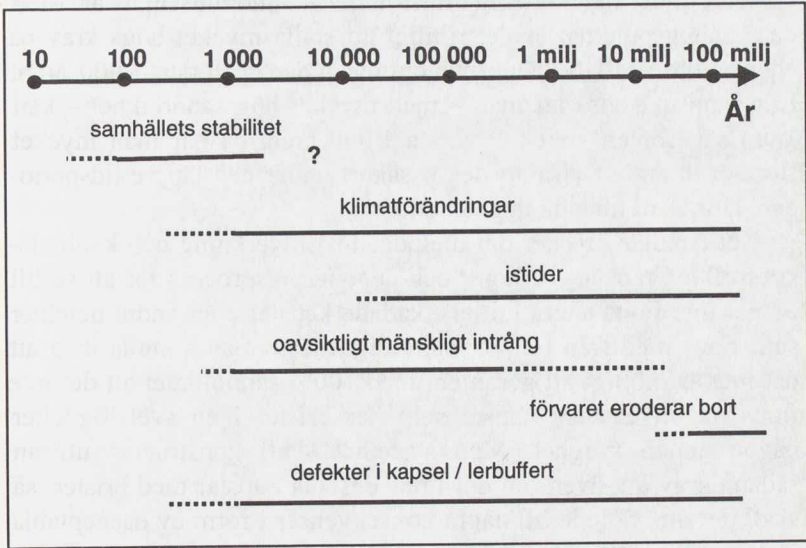 10 100 1 000 10 000 100 000 1 milj 10 milj 100 milj
År
samhällets stabilitet
?
klimatförändringar
istider
oavsiktligt mänskligt intrång
förvaret eroderar bort
defekter i kapsel / lerbuffert